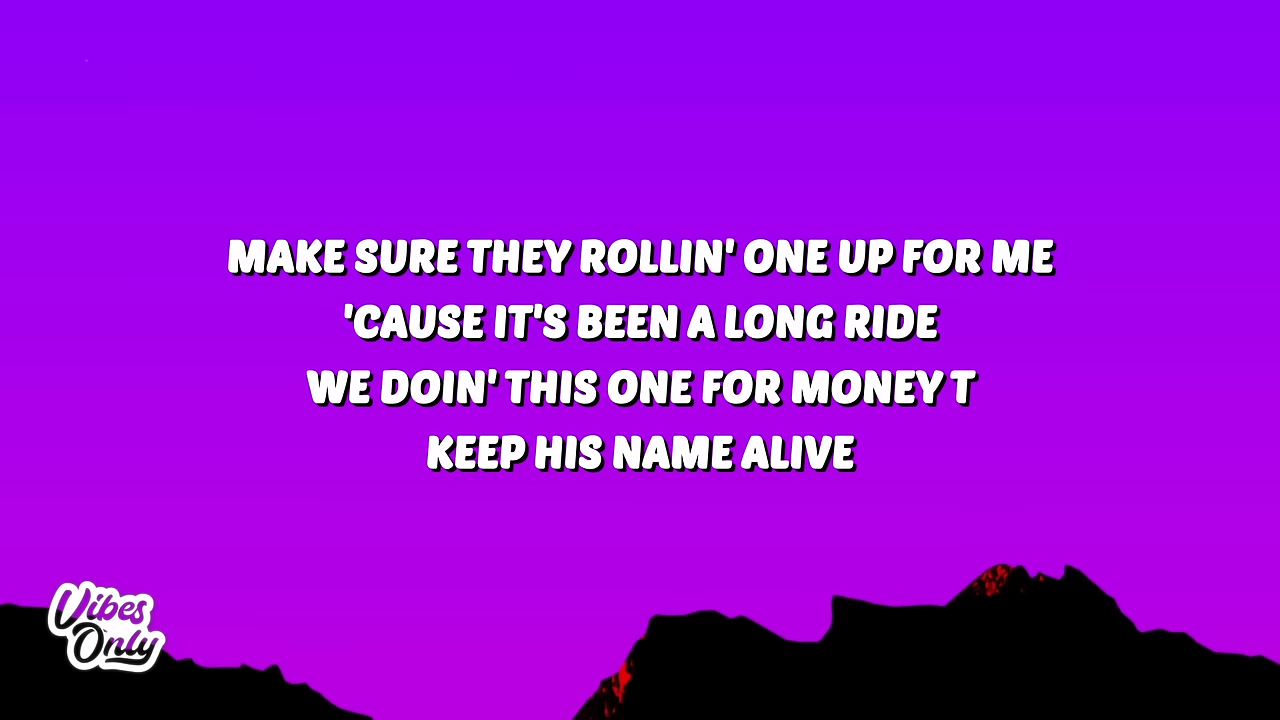 MAKE SURE THEY ROLLIN' ONE UP FOR ME
'CAUSE IT'S BEEN A LONG RIDE
WE DOIN' THIS ONE FOR MONEY T
KEEP HIS NAME ALIVE
Vibes
Only